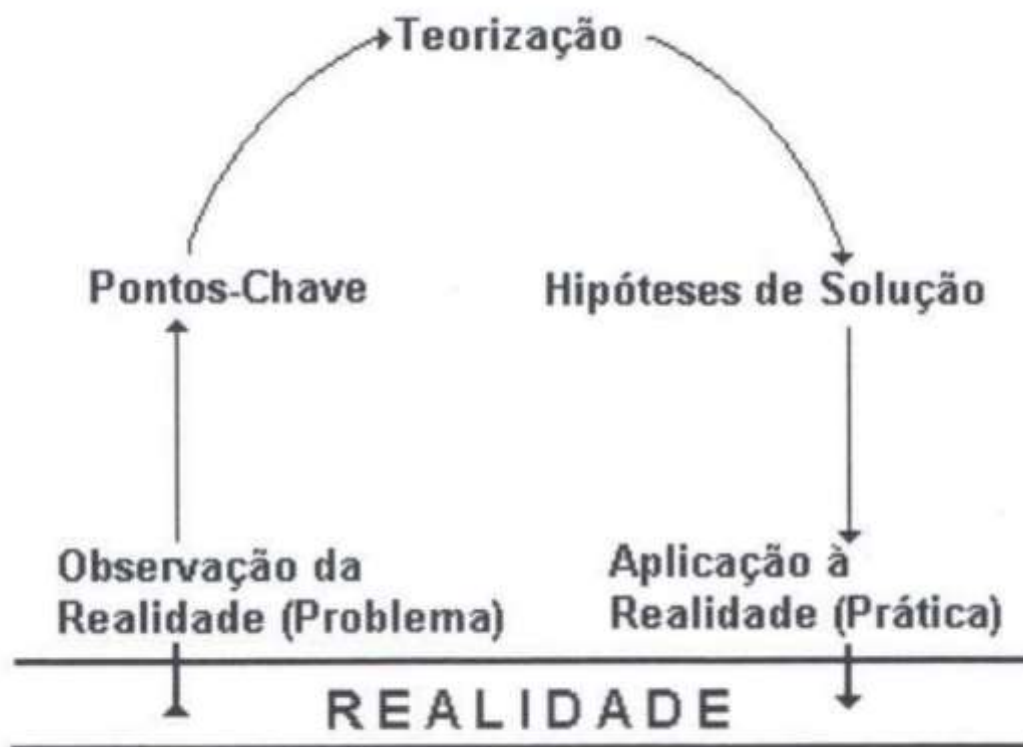 Teorização
Pontos-Chave
Hipóteses de Solução
Observação da
Realidade (Problema)
Aplicação à
Realidade (Prática)
REALIDADE